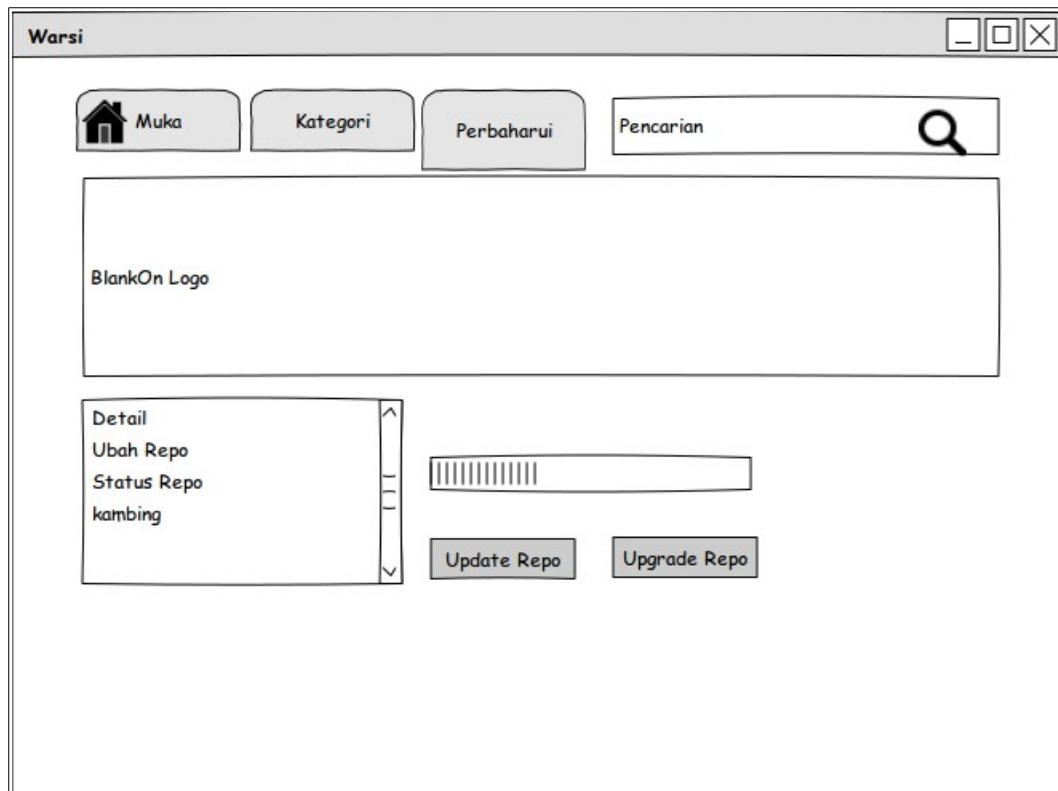 Warsi
Muka
Kategori
Perbaharui
Pencarian
BlankOn Logo
Detail
Ubah Repo
Status Repo
kambing
Update Repo
Upgrade Repo